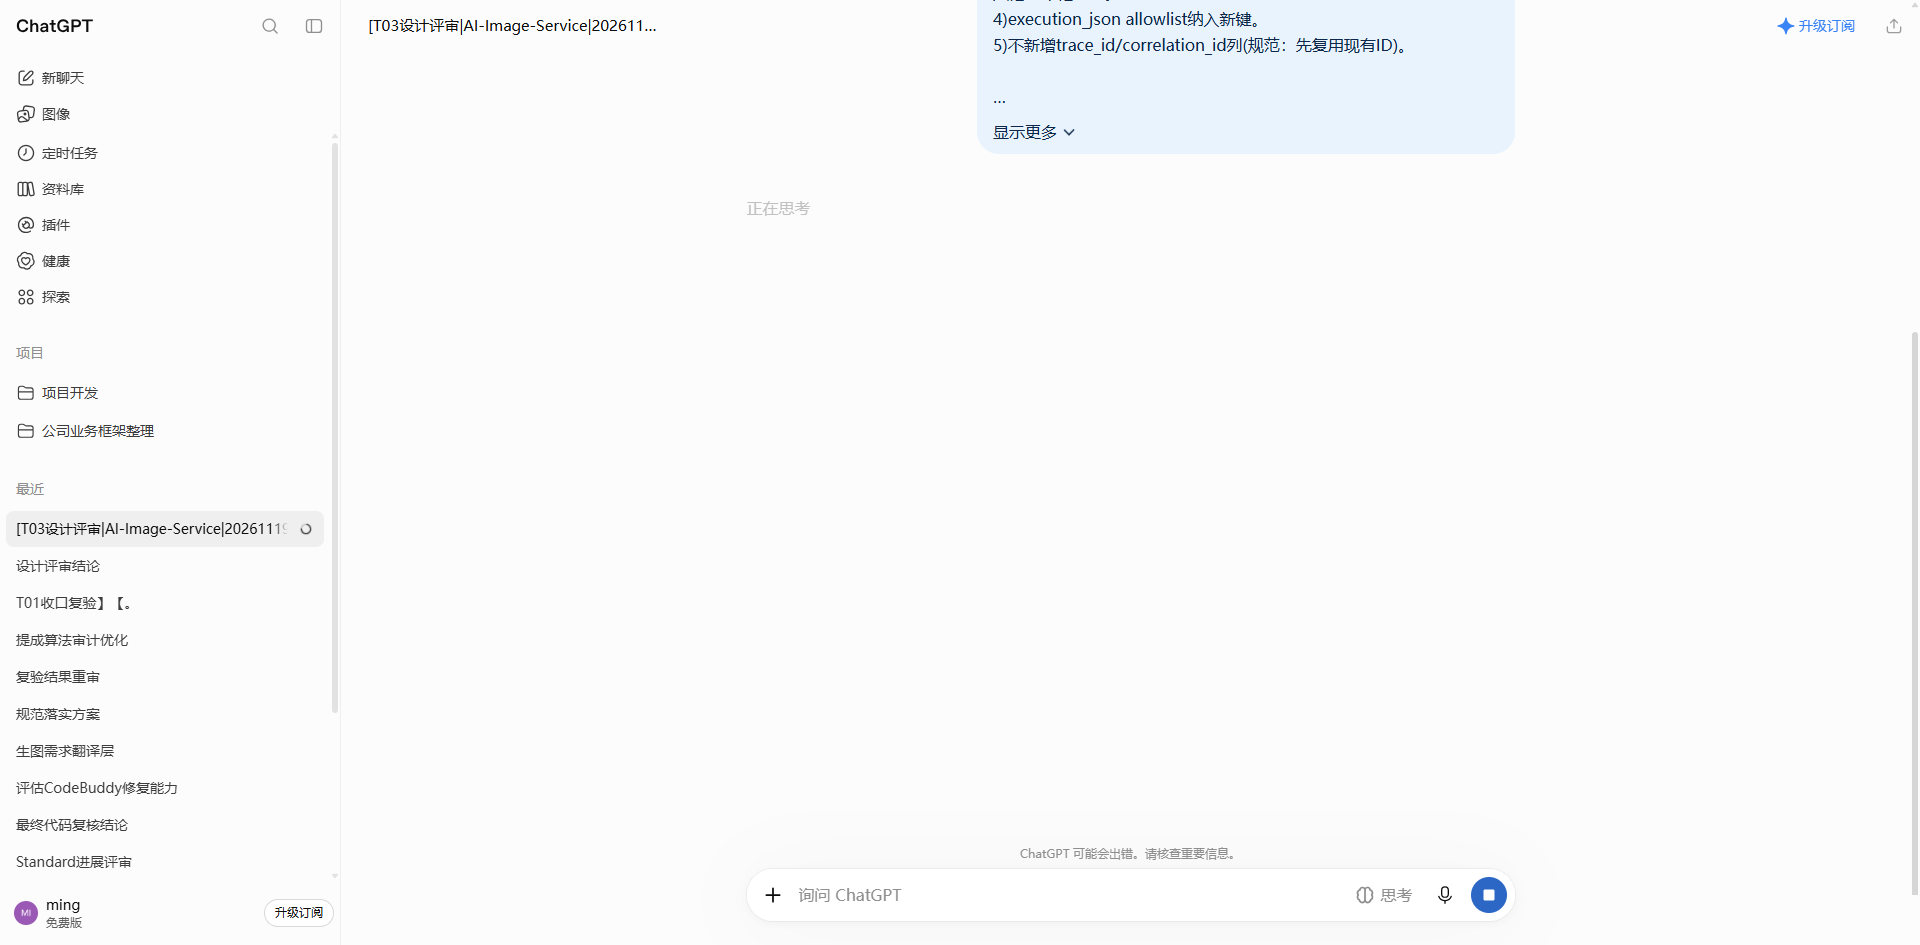 ChatGPT
新聊天
图像
定时任务
资料库
插件
健康
探索
项目
项目开发
公司业务框架整理
最近
[T03设计评审|AI-Image-Service|2026111
设计评审结论
T01收口复验】【。
提成算法审计优化
复验结果重审
规范落实方案
生图需求翻译层
评估CodeBuddy修复能力
最终代码复核结论
Standard进展评审
MI
ming
免费版
升级订阅
[T03设计评审|AI-Image-Service|202611...
升级订阅
4)execution_json allowlist纳入新键。
5)不新增trace_id/correlation_id列(规范：先复用现有ID)。
...
显示更多
正在思考
ChatGPT 可能会出错。请核查重要信息。
询问 ChatGPT
思考